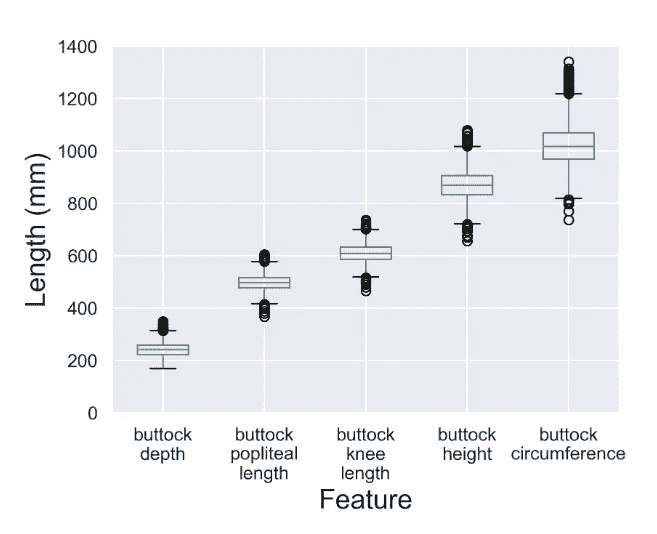 1400
1200
1000
800
600
400
200
0
Length (mm)
buttock depth
buttock popliteal length
buttock knee length
buttock height
buttock circumference
Feature